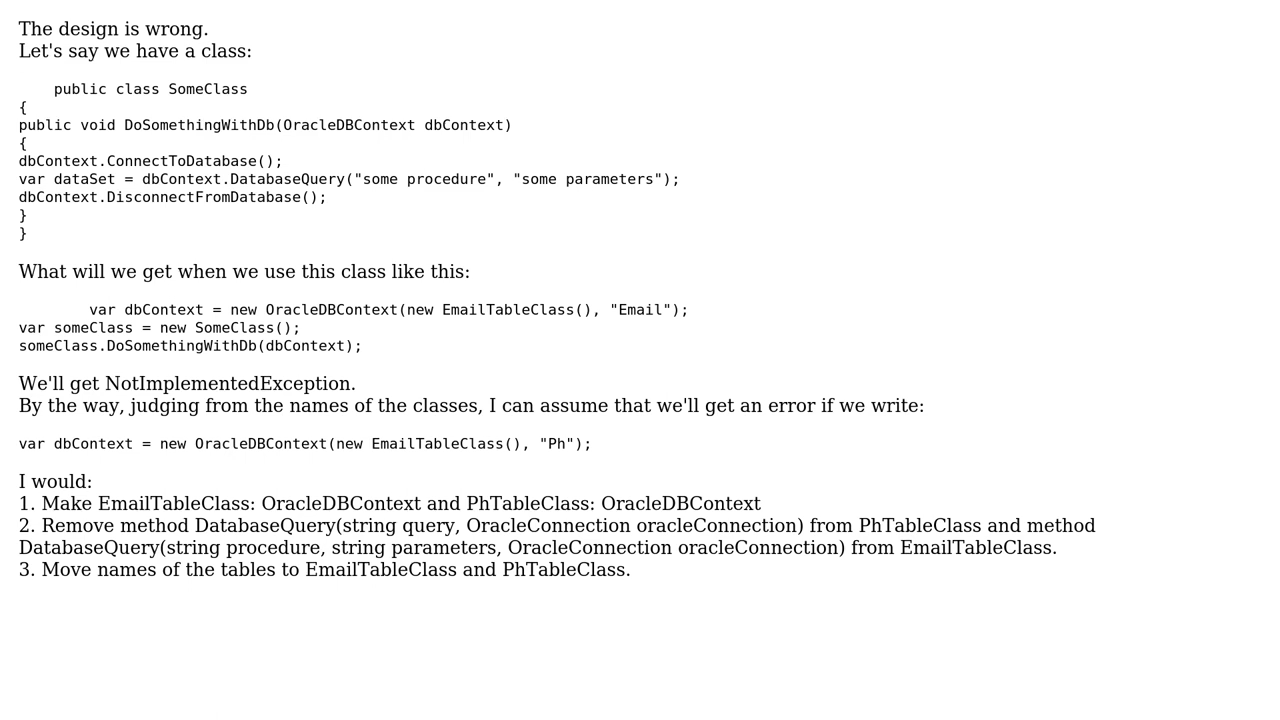 The design is wrong.
Let's say we have a class:
public class SomeClass
{
public void DoSomethingWithDb(OracleDBContext dbContext)
{
dbContext.ConnectToDatabase();
var dataSet = dbContext.DatabaseQuery("some procedure", "some parameters");
dbContext.DisconnectFromDatabase();
}
}
What will we get when we use this class like this:
var dbContext = new OracleDBContext(new EmailTableClass(), "Email");
var someClass = new SomeClass();
someClass.DoSomethingWithDb(dbContext);
We'll get NotImplementedException.
By the way, judging from the names of the classes, I can assume that we'll get an error if we write:
var dbContext = new OracleDBContext(new EmailTableClass(), "Ph");
I would:
1. Make EmailTableClass: OracleDBContext and PhTableClass: OracleDBContext
2. Remove method DatabaseQuery(string query, OracleConnection oracleConnection) from PhTableClass and method
DatabaseQuery(string procedure, string parameters, OracleConnection oracleConnection) from EmailTableClass.
3. Move names of the tables to EmailTableClass and PhTableClass.